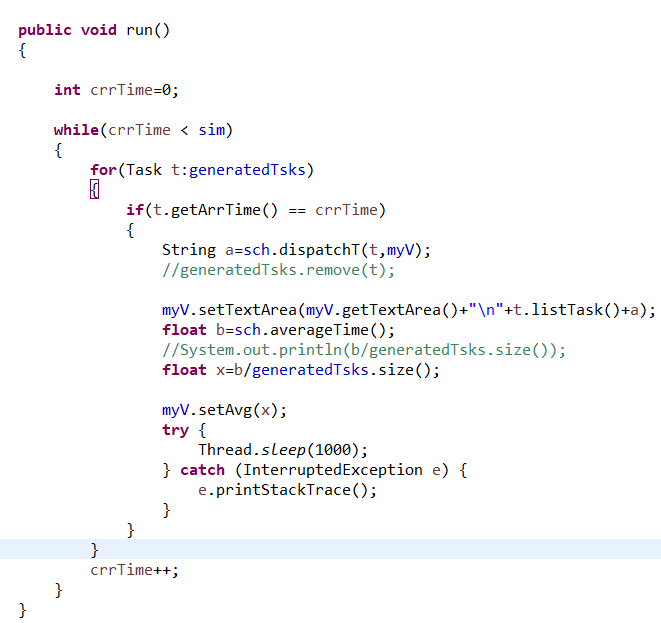 public void run()
{
int crrTime=0;
while(crrTime < sim)
{
for(Task t:generatedTsks)
{
if(t.getArrTime() == crrTime)
{
String a=sch.dispatchT(t,myV);
//generatedTsks.remove(t);
myV.setTextArea(myV.getTextArea()+"\n"+t.listTask()+a);
float b=sch.averageTime();
//System.out.println(b/generatedTsks.size());
float x=b/generatedTsks.size();
myV.setAvg(x);
try {
Thread.sleep(1000);
} catch (InterruptedException e) {
e.printStackTrace();
}
}
}
crrTime++;
}
}